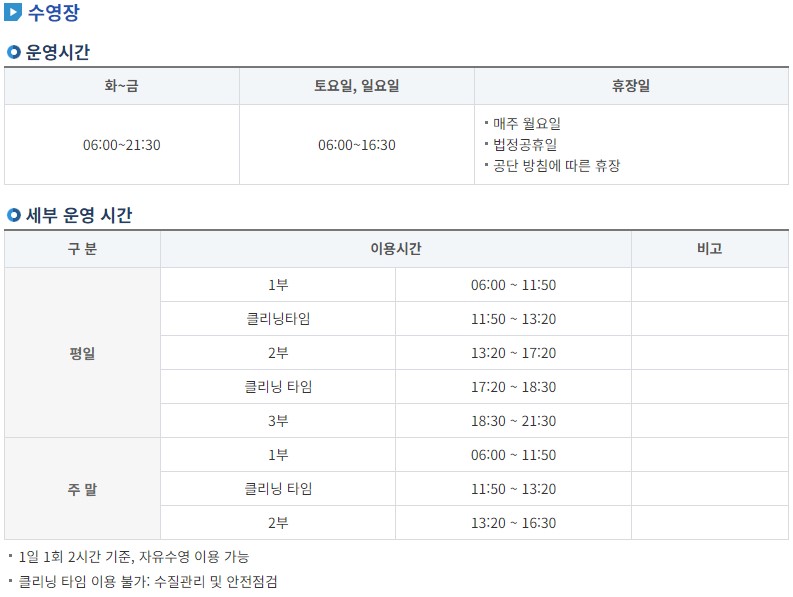 수영장
운영시간
화~금 토요일, 일요일 휴장일
06:00~21:30 06:00~16:30
매주 월요일
법정공휴일
공단 방침에 따른 휴장
세부 운영 시간
구 분 이용시간 비고
평일
1부 06:00 ~ 11:50
클리닝타임 11:50 ~ 13:20
2부 13:20 ~ 17:20
클리닝 타임 17:20 ~ 18:30
3부 18:30 ~ 21:30
주 말
1부 06:00 ~ 11:50
클리닝 타임 11:50 ~ 13:20
2부 13:20 ~ 16:30
1일 1회 2시간 기준, 자유수영 이용 가능
클리닝 타임 이용 불가: 수질관리 및 안전점검